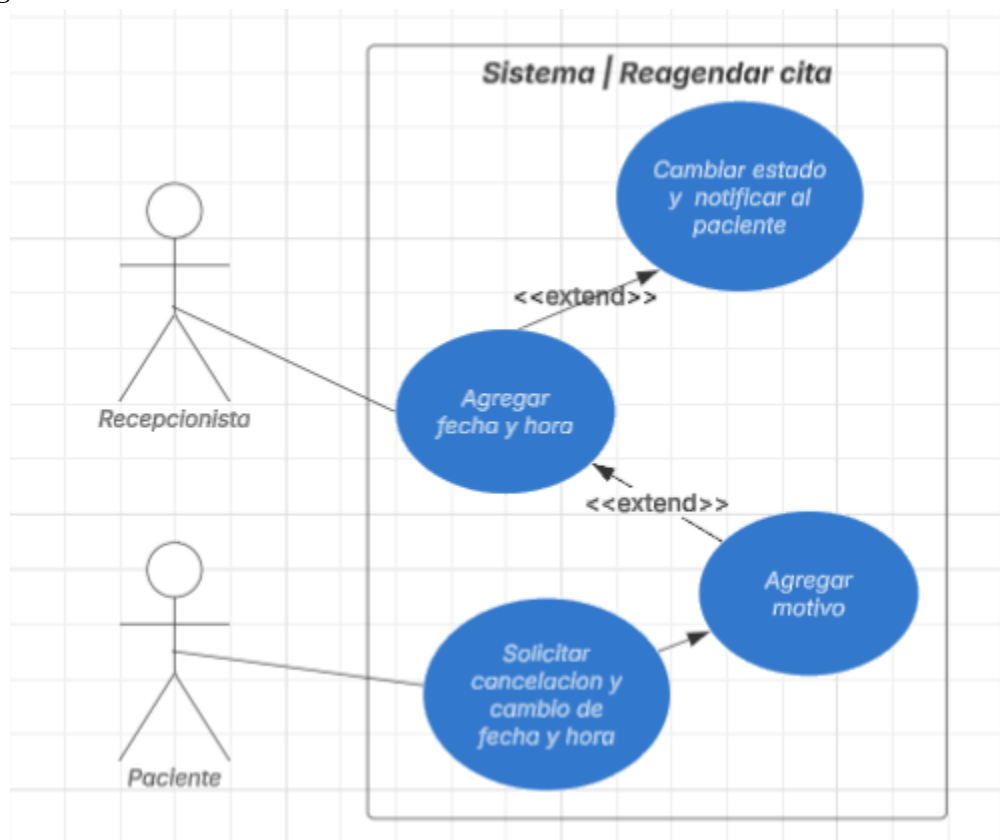 Sistema | Reagendar cita
Cambiar estado
y notificar al
paciente
<<extend>>
Agregar
fecha y hora
Recepcionista
<<extend>>
Agregar
motivo
Solicitar
cancelacion y
cambio de
fecha y hora
Paciente